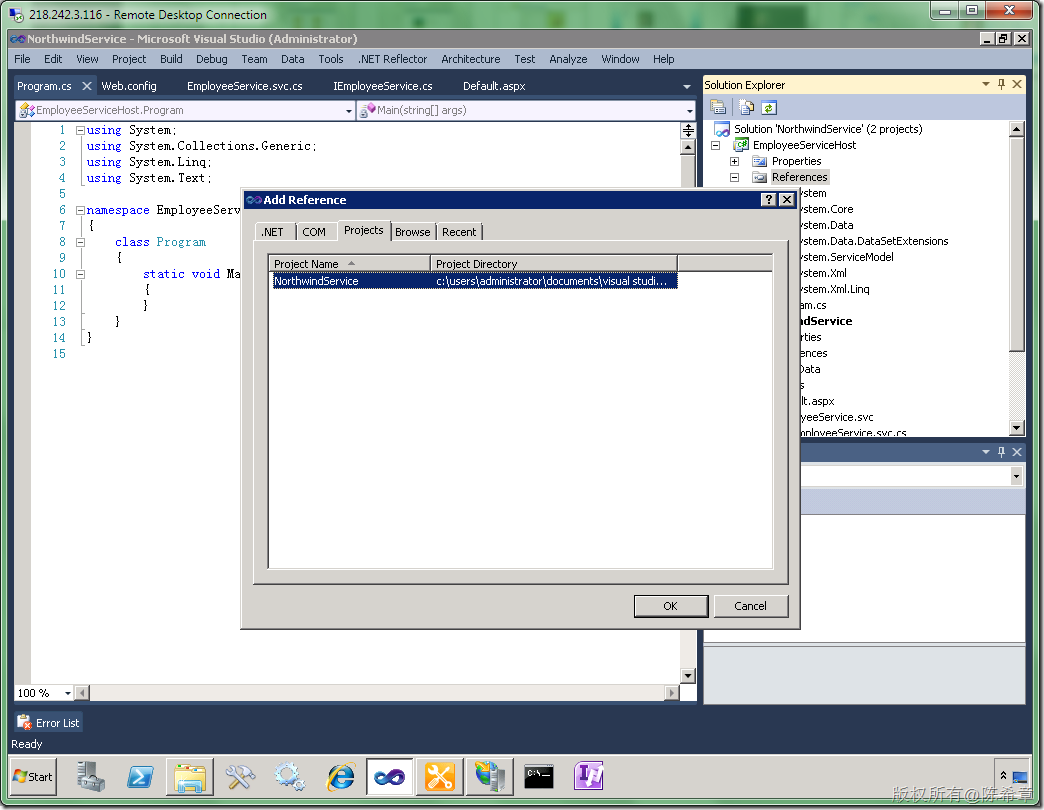 218.242.3.116 - Remote Desktop Connection
NorthwindService - Microsoft Visual Studio (Administrator)
File Edit View Project Build Debug Team Data Tools .NET Reflector Architecture Test Analyze Window Help
Program.cs Web.config EmployeeService.svc.cs IEmployeeService.cs Default.aspx
EmployeeServiceHost.Program Main(string[] args)
1 using System;
2 using System.Collections.Generic;
3 using System.Linq;
4 using System.Text;
5
6 namespace EmployeeServ
7 {
8 class Program
9 {
10 static void Ma
11 {
12 }
13 }
14 }
15
100 %
Solution Explorer
Solution 'NorthwindService' (2 projects)
EmployeeServiceHost
Properties
References
ystem
ystem.Core
ystem.Data
ystem.Data.DataSetExtensions
ystem.ServiceModel
ystem.Xml
ystem.Xml.Linq
am.cs
indService
rties
ences
Data
s
lt.aspx
yeeService.svc
mployeeService.svc.cs
Add Reference
.NET COM Projects Browse Recent
Project Name Project Directory
NorthwindService c:\users\administrator\documents\visual studi...
OK Cancel
Error List
Ready
Start
版权所有@陈希章